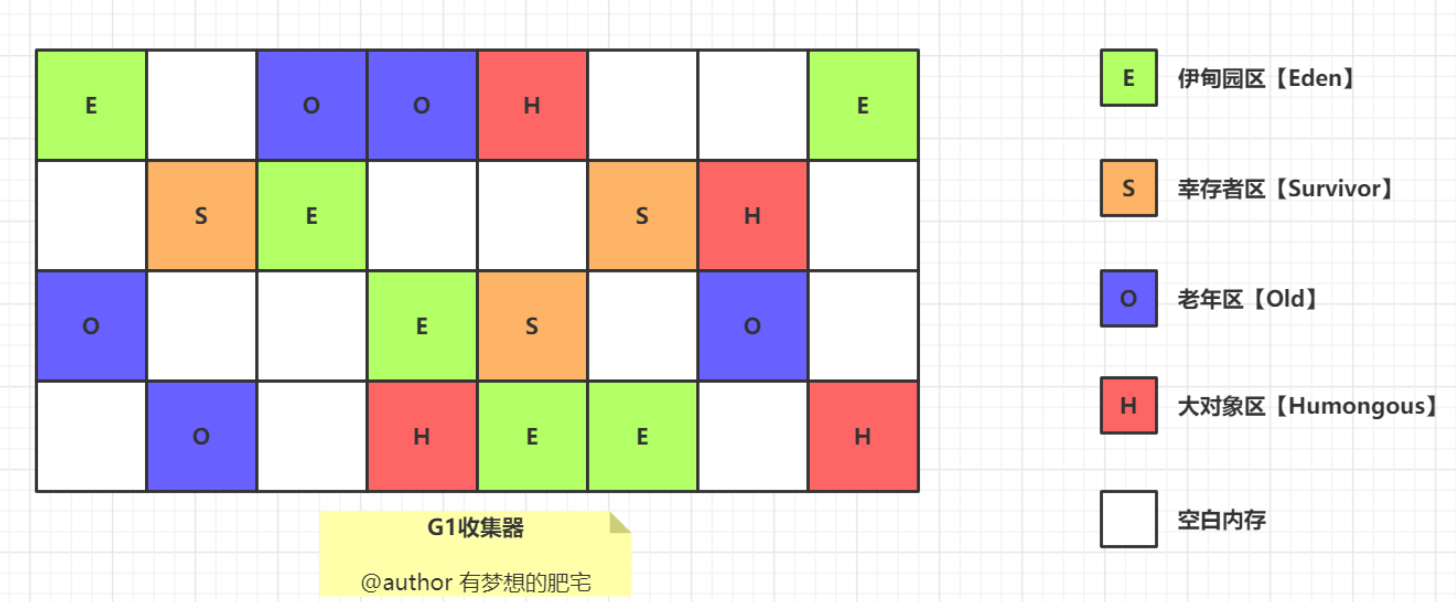 E O O H E
S E S H
O E S O
O H E E H
E 伊甸园区【Eden】
S 幸存者区【Survivor】
O 老年区【Old】
H 大对象区【Humongous】
空白内存
G1收集器
@author 有梦想的肥宅